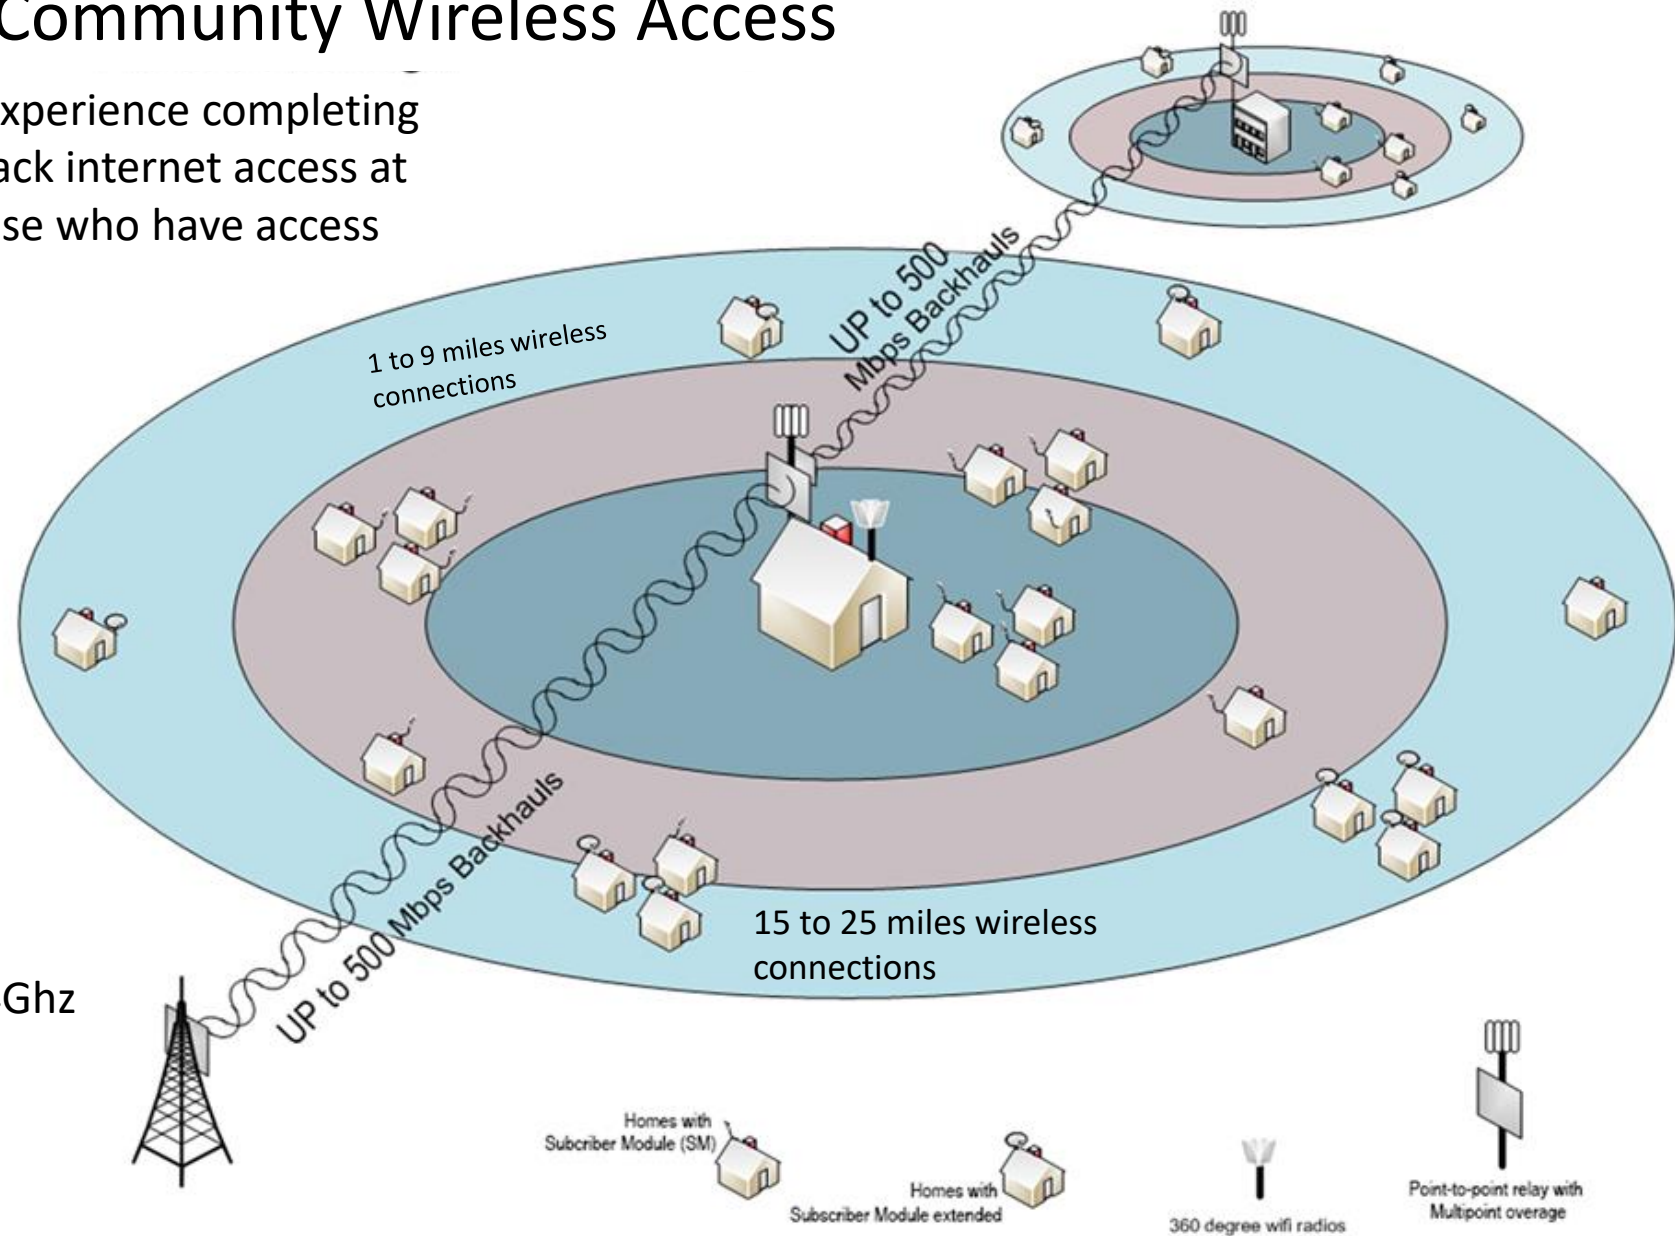 Community Wireless Access
xperience completing
ack internet access at
se who have access
UP to 500
Mbps Backhauls
1 to 9 miles wireless
connections
UP to 500 Mbps Backhauls
15 to 25 miles wireless
connections
Ghz
Homes with
Subcriber Module (SM)
Homes with
Subscriber Module extended
360 degree wifi radios
Point-to-point relay with
Multipoint overage